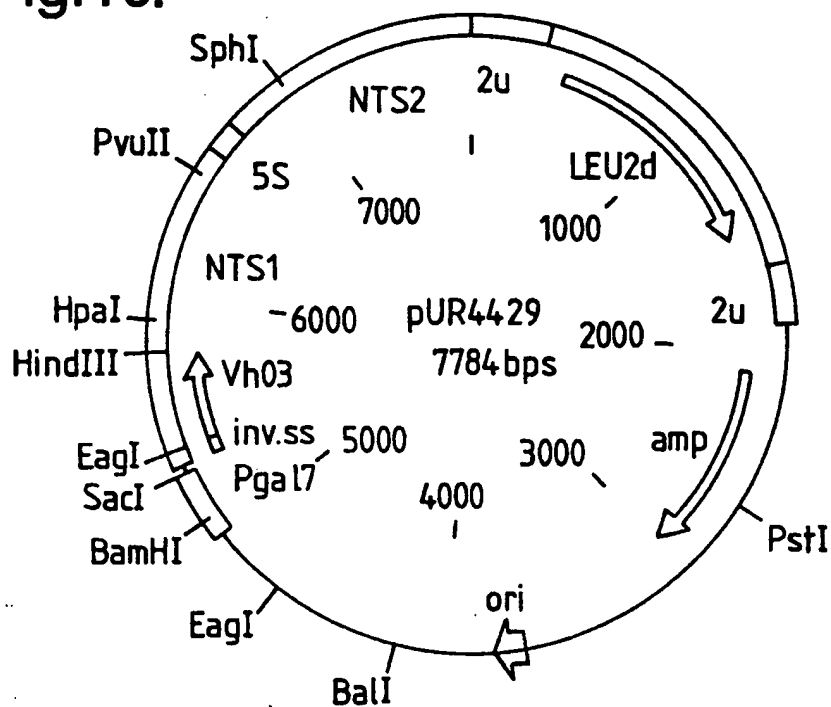 SphI
NTS2
2u
PvuII
5S
LEU2d
7000
1000
NTS1
HpaI
6000
pUR4429
2000
2u
HindIII
7784bps
Vh03
EagI
inv.ss
5000
3000
amp
SacI
Pgal7
4000
BamHI
PstI
EagI
ori
BalI